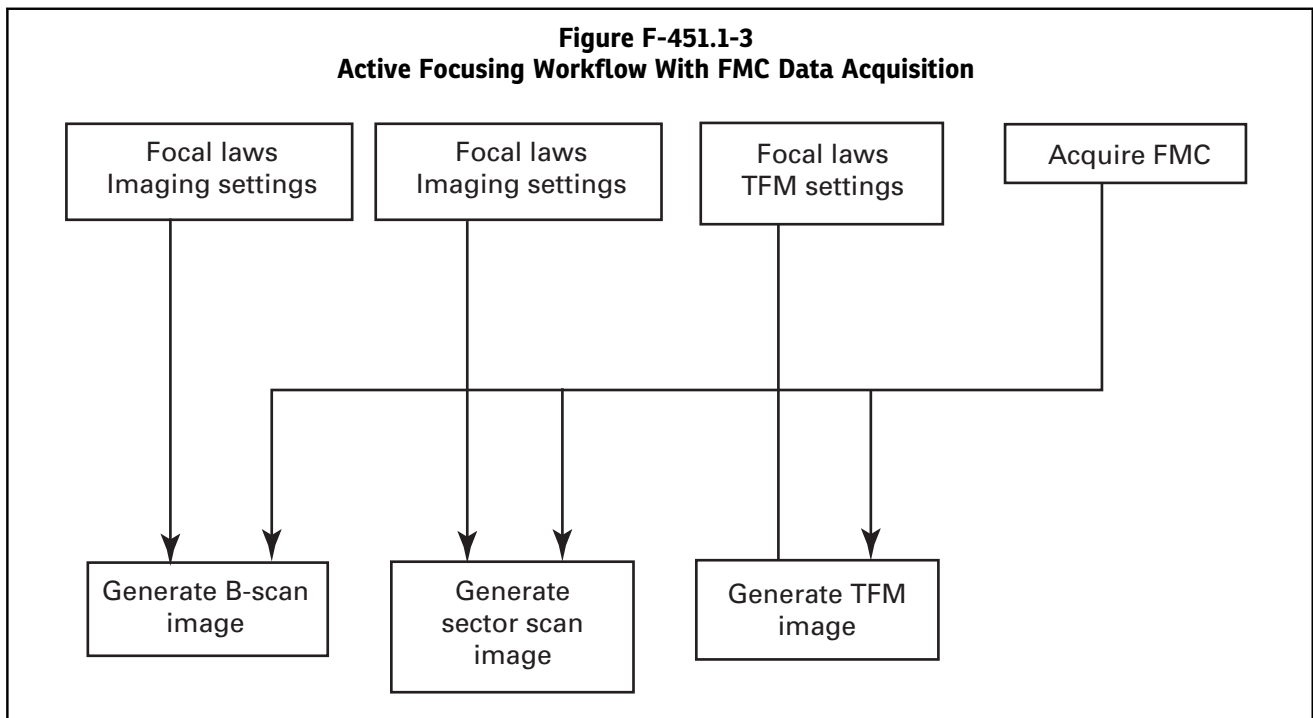 Figure F-451.1-3
Active Focusing Workflow With FMC Data Acquisition
Focal laws
Imaging settings
Focal laws
Imaging settings
Focal laws
TFM settings
Acquire FMC
Generate B-scan
image
Generate
sector scan
image
Generate TFM
image